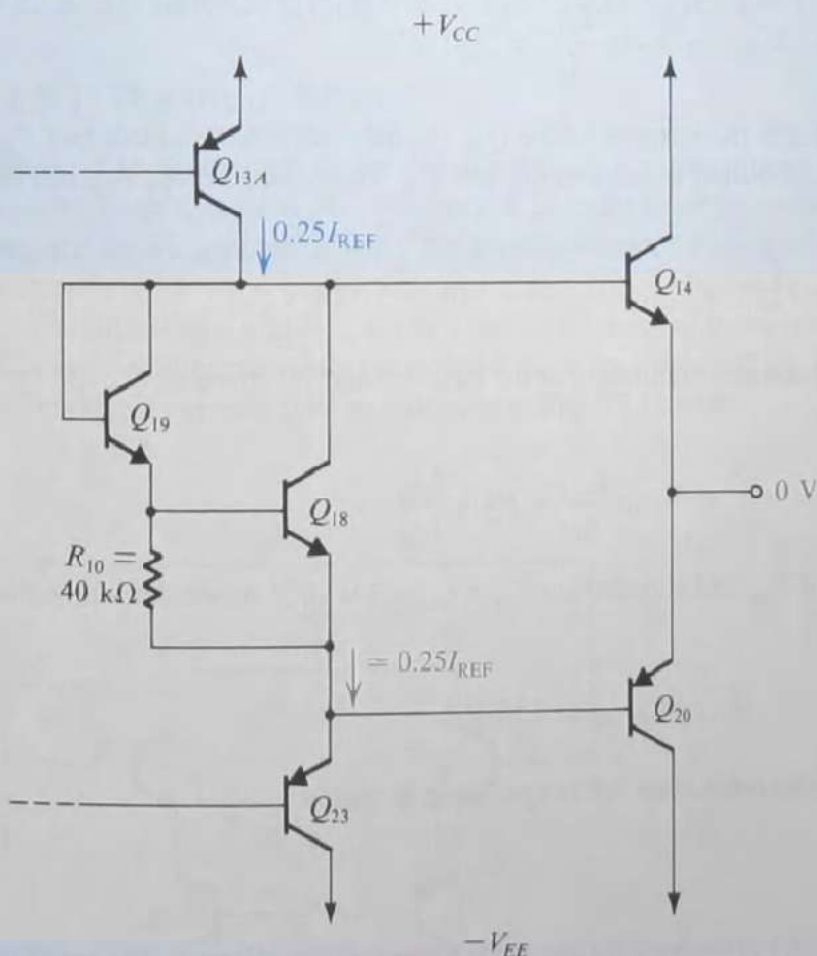 +V_CC
Q_13A
0.25I_REF
Q_14
Q_19
Q_18
0 V
R_10 =
40 kΩ
= 0.25I_REF
Q_20
Q_23
-V_EE